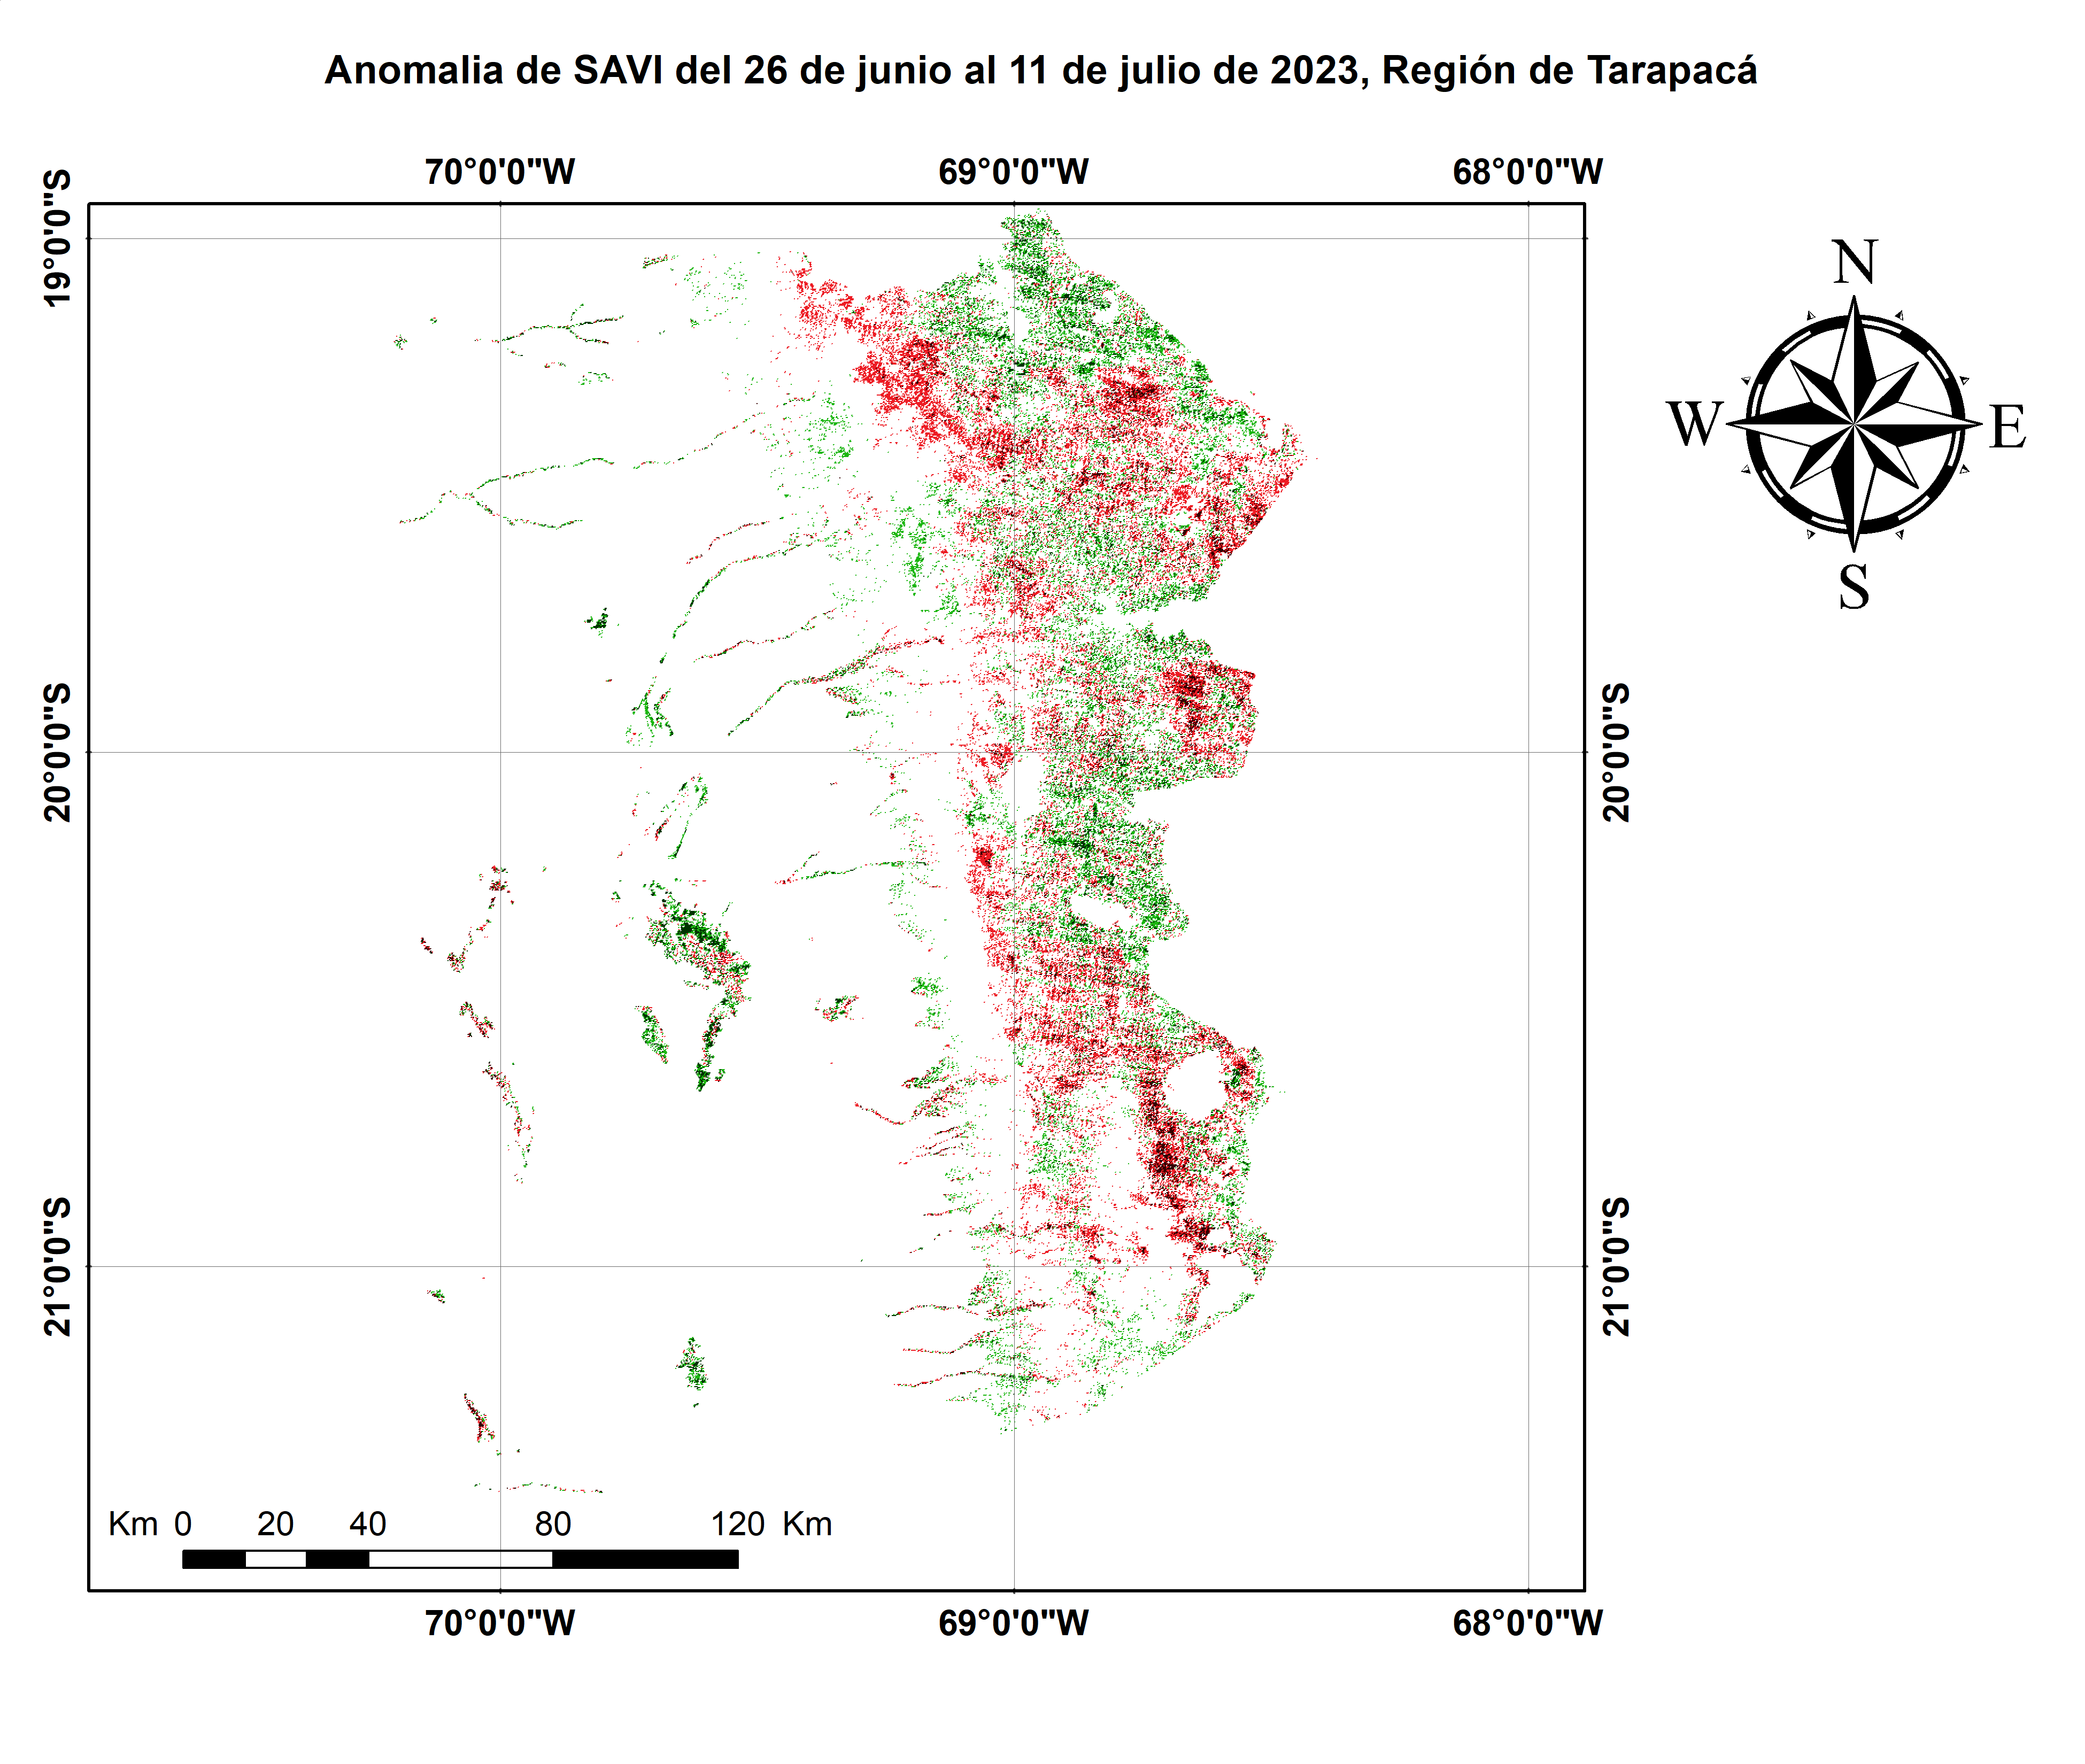 Anomalia de SAVI del 26 de junio al 11 de julio de 2023, Región de Tarapacá
70°0'0"W 69°0'0"W 68°0'0"W
19°0'0"S
N
W E
S
20°0'0"S 20°0'0"S
21°0'0"S 21°0'0"S
Km 0 20 40 80 120 Km
70°0'0"W 69°0'0"W 68°0'0"W